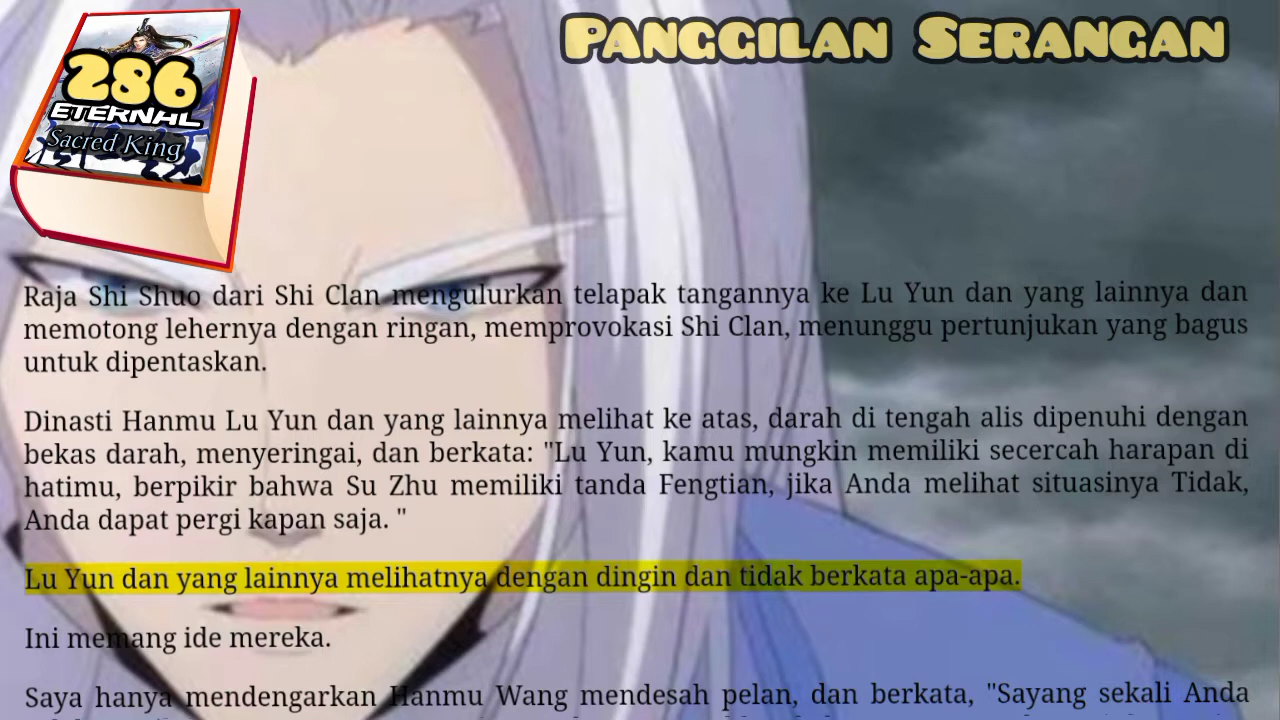 PANGGILAN SERANGAN
286
ETERNAL
Sacred King
Raja Shi Shuo dari Shi Clan mengulurkan telapak tangannya ke Lu Yun dan yang lainnya dan
memotong lehernya dengan ringan, memprovokasi Shi Clan, menunggu pertunjukan yang bagus
untuk dipentaskan.
Dinasti Hanmu Lu Yun dan yang lainnya melihat ke atas, darah di tengah alis dipenuhi dengan
bekas darah, menyeringai, dan berkata: "Lu Yun, kamu mungkin memiliki secercah harapan di
hatimu, berpikir bahwa Su Zhu memiliki tanda Fengtian, jika Anda melihat situasinya Tidak,
Anda dapat pergi kapan saja. "
Lu Yun dan yang lainnya melihatnya dengan dingin dan tidak berkata apa-apa.
Ini memang ide mereka.
Saya hanya mendengarkan Hanmu Wang mendesah pelan, dan berkata, "Sayang sekali Anda